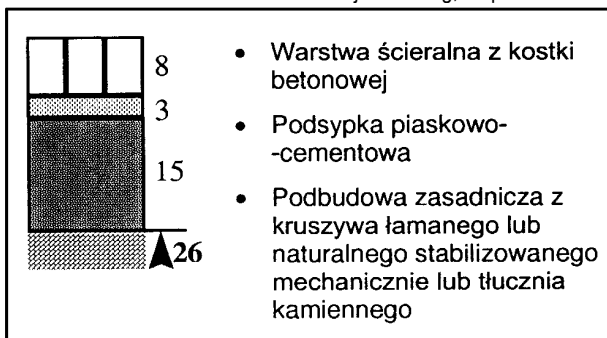 8
3
15
26
• Warstwa ścieralna z kostki
betonowej
• Podsypka piaskowo-
-cementowa
• Podbudowa zasadnicza z
kruszywa łamanego lub
naturalnego stabilizowanego
mechanicznie lub tłucznia
kamiennego